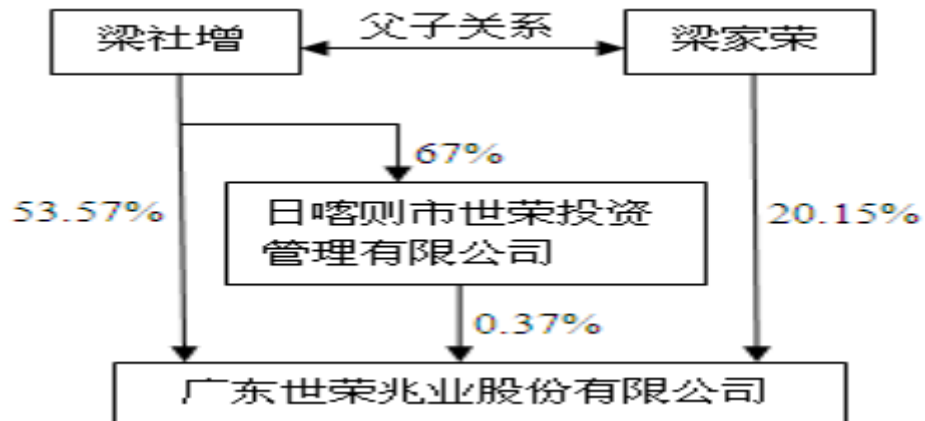 梁社增
父子关系
梁家荣
67%
53.57%
日喀则市世荣投资
管理有限公司
20.15%
0.37%
广东世荣兆业股份有限公司